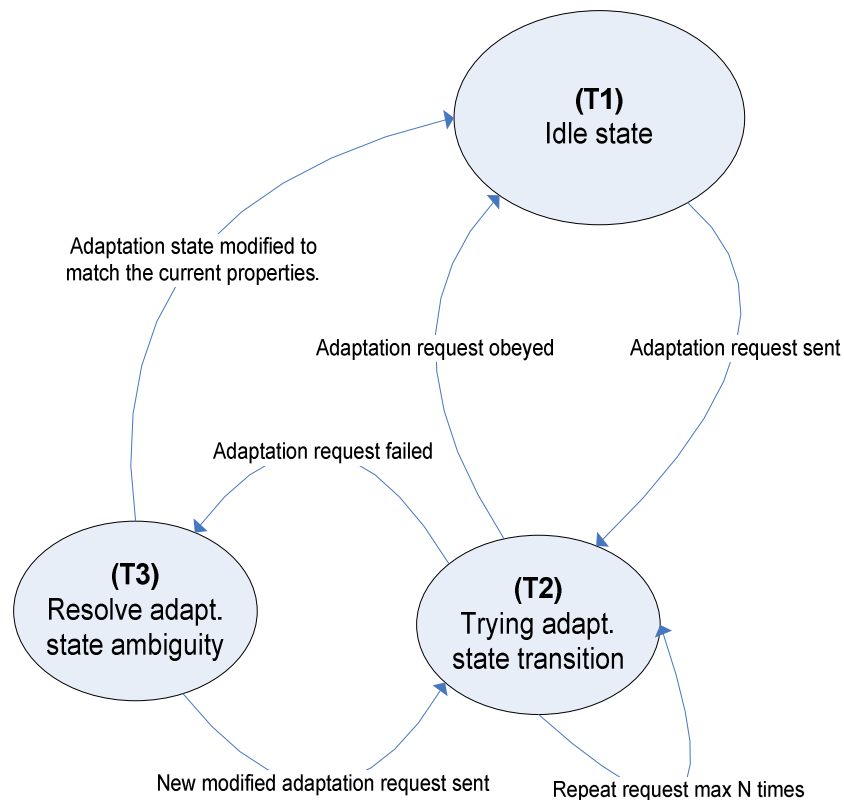 (T1)
Idle state
Adaptation state modified to
match the current properties.
Adaptation request obeyed
Adaptation request sent
Adaptation request failed
(T3)
Resolve adapt.
state ambiguity
(T2)
Trying adapt.
state transition
New modified adaptation request sent
Repeat request max N times